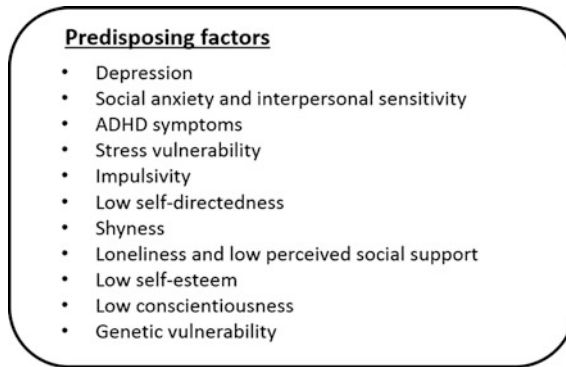 Predisposing factors
• Depression
• Social anxiety and interpersonal sensitivity
• ADHD symptoms
• Stress vulnerability
• Impulsivity
• Low self-directedness
• Shyness
• Loneliness and low perceived social support
• Low self-esteem
• Low conscientiousness
• Genetic vulnerability